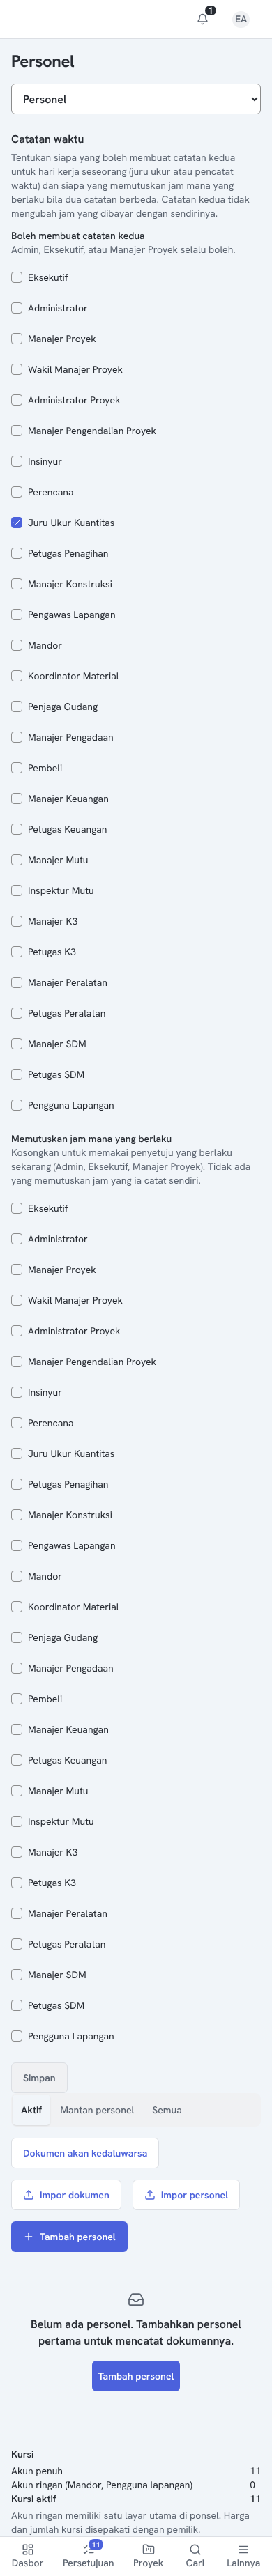 1
EA
Personel
Personel
Catatan waktu
Tentukan siapa yang boleh membuat catatan kedua
untuk hari kerja seseorang (juru ukur atau pencatat
waktu) dan siapa yang memutuskan jam mana yang
berlaku bila dua catatan berbeda. Catatan kedua tidak
mengubah jam yang dibayar dengan sendirinya.
Boleh membuat catatan kedua
Admin, Eksekutif, atau Manajer Proyek selalu boleh.
Eksekutif
Administrator
Manajer Proyek
Wakil Manajer Proyek
Administrator Proyek
Manajer Pengendalian Proyek
Insinyur
Perencana
Juru Ukur Kuantitas
Petugas Penagihan
Manajer Konstruksi
Pengawas Lapangan
Mandor
Koordinator Material
Penjaga Gudang
Manajer Pengadaan
Pembeli
Manajer Keuangan
Petugas Keuangan
Manajer Mutu
Inspektur Mutu
Manajer K3
Petugas K3
Manajer Peralatan
Petugas Peralatan
Manajer SDM
Petugas SDM
Pengguna Lapangan
Memutuskan jam mana yang berlaku
Kosongkan untuk memakai penyetuju yang berlaku
sekarang (Admin, Eksekutif, Manajer Proyek). Tidak ada
yang memutuskan jam yang ia catat sendiri.
Eksekutif
Administrator
Manajer Proyek
Wakil Manajer Proyek
Administrator Proyek
Manajer Pengendalian Proyek
Insinyur
Perencana
Juru Ukur Kuantitas
Petugas Penagihan
Manajer Konstruksi
Pengawas Lapangan
Mandor
Koordinator Material
Penjaga Gudang
Manajer Pengadaan
Pembeli
Manajer Keuangan
Petugas Keuangan
Manajer Mutu
Inspektur Mutu
Manajer K3
Petugas K3
Manajer Peralatan
Petugas Peralatan
Manajer SDM
Petugas SDM
Pengguna Lapangan
Simpan
Aktif Mantan personel Semua
Dokumen akan kedaluwarsa
Impor dokumen Impor personel
Tambah personel
Belum ada personel. Tambahkan personel
pertama untuk mencatat dokumennya.
Tambah personel
Kursi
Akun penuh 11
Akun ringan (Mandor, Pengguna lapangan) 0
Kursi aktif 11
Akun ringan memiliki satu layar utama di ponsel. Harga
dan jumlah kursi disepakati dengan pemilik.
11
Dasbor Persetujuan Proyek Cari Lainnya